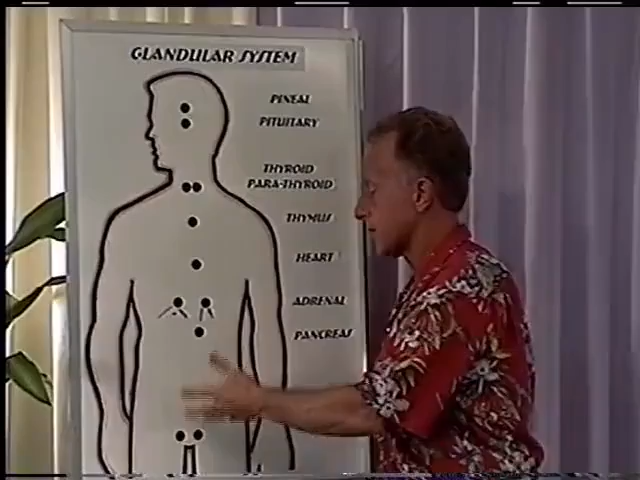 GLANDULAR SYSTEM
PINEAL
PITUITARY
THYROID
PARA-THYROID
THYMUS
HEART
ADRENAL
PANCREAS